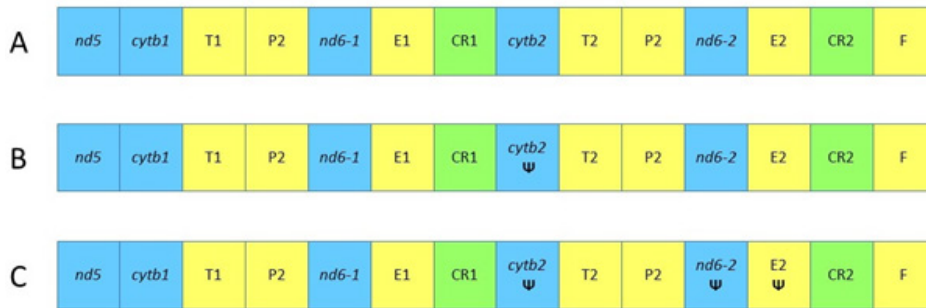 A nd5 cytb1 T1 P2 nd6-1 E1 CR1 cytb2 T2 P2 nd6-2 E2 CR2 F
B nd5 cytb1 T1 P2 nd6-1 E1 CR1 cytb2 Ψ T2 P2 nd6-2 E2 CR2 F
C nd5 cytb1 T1 P2 nd6-1 E1 CR1 cytb2 Ψ T2 P2 nd6-2 Ψ E2 Ψ CR2 F